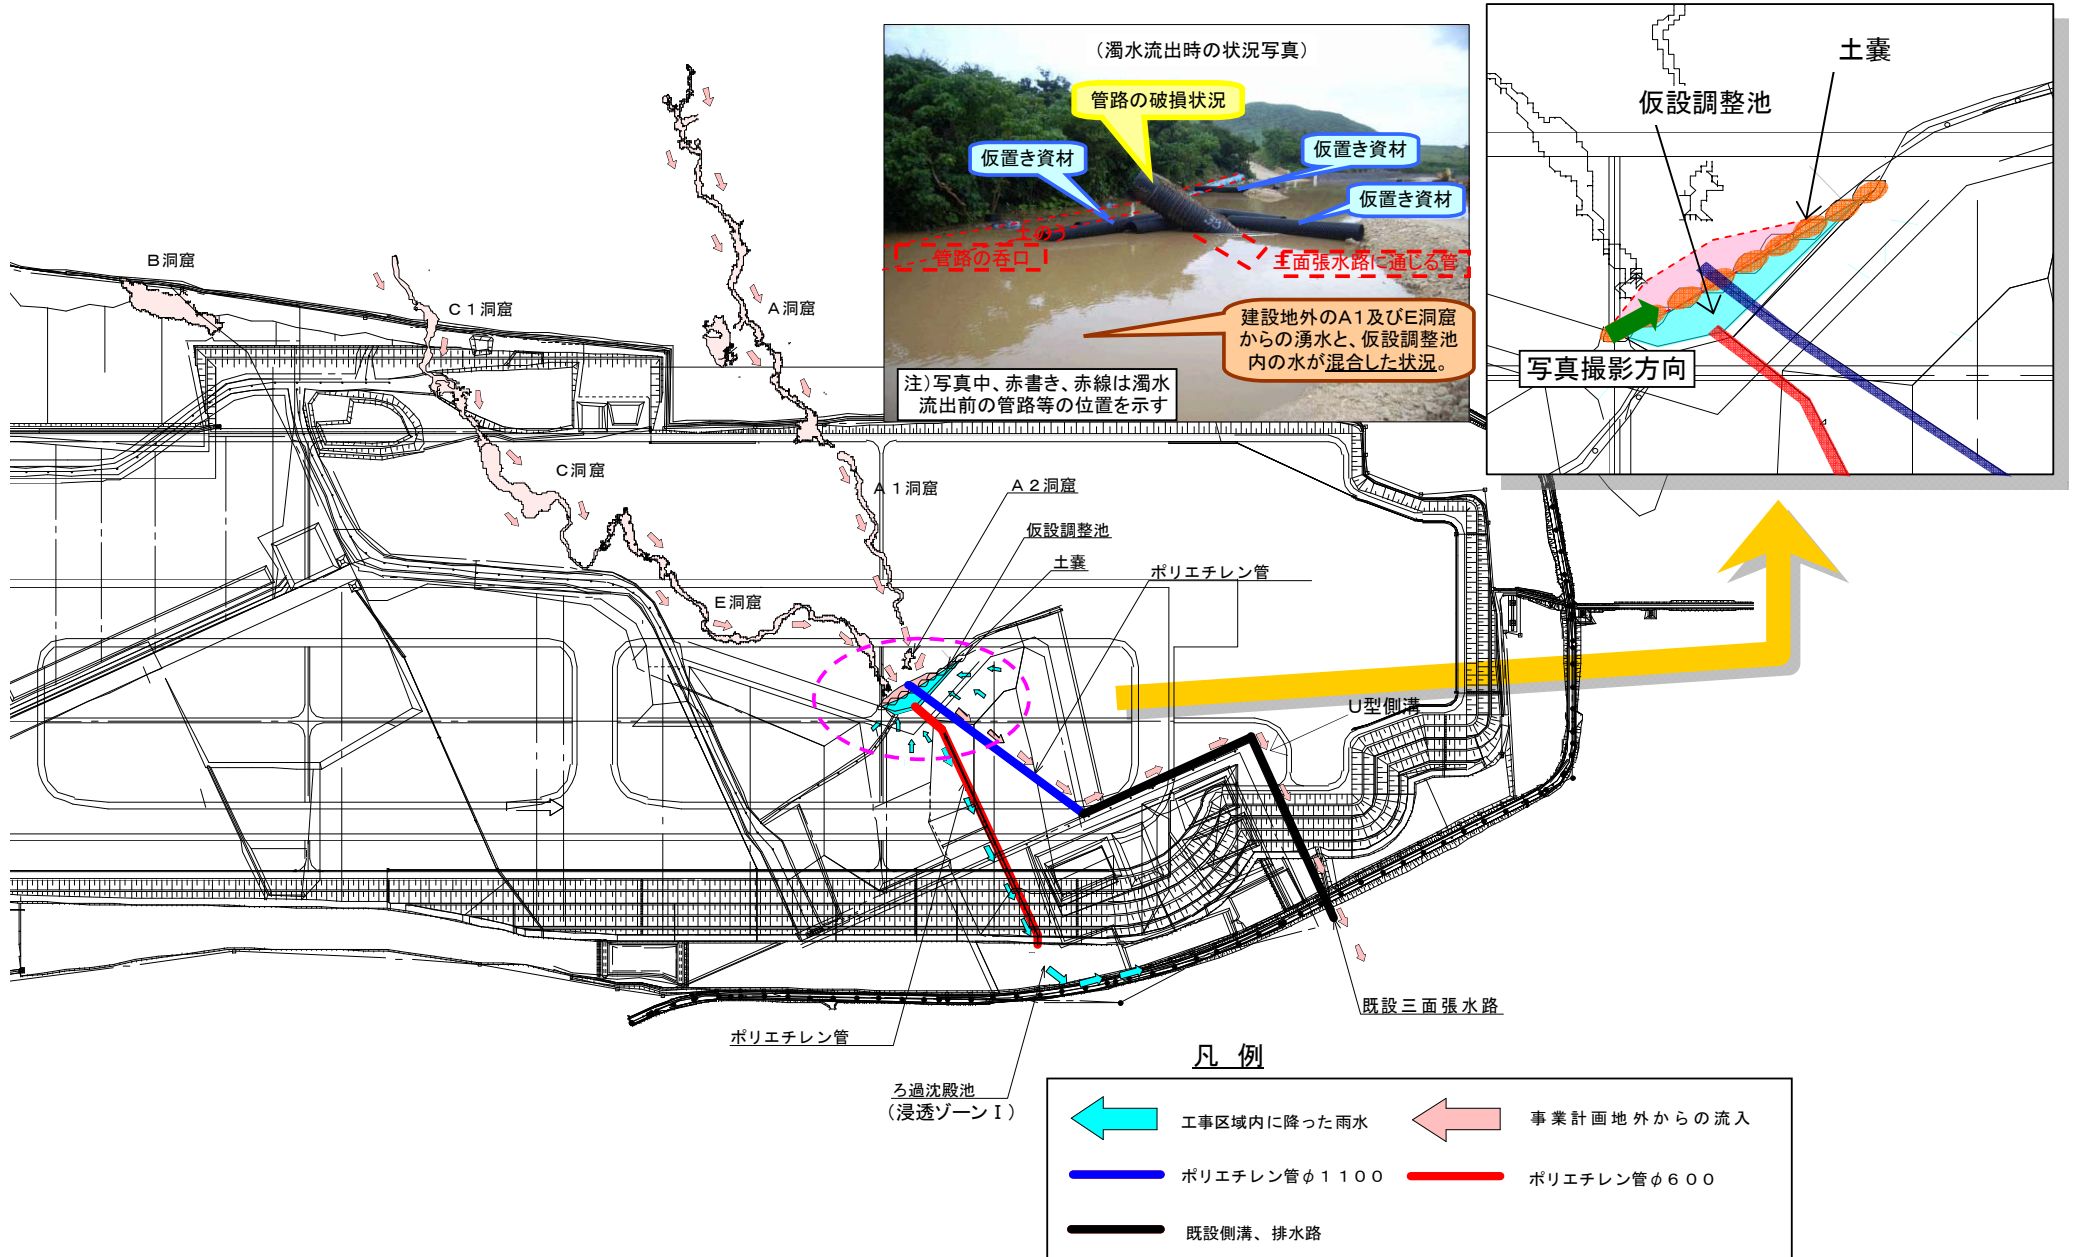 （濁水流出時の状況写真）
管路の破損状況
仮置き資材
仮置き資材
仮置き資材
土のう
管路の呑口
三面張水路に通じる管
建設地外のA１及びE洞窟
からの湧水と、仮設調整池
内の水が混合した状況。
注）写真中、赤書き、赤線は濁水
流出前の管路等の位置を示す
土嚢
仮設調整池
写真撮影方向
B洞窟
C１洞窟
A洞窟
C洞窟
A１洞窟
A２洞窟
仮設調整池
土嚢
ポリエチレン管
E洞窟
U型側溝
既設三面張水路
ポリエチレン管
ろ過沈殿池
（浸透ゾーンⅠ）
凡 例
工事区域内に降った雨水
事業計画地外からの流入
ポリエチレン管φ１１００
ポリエチレン管φ６００
既設側溝、排水路